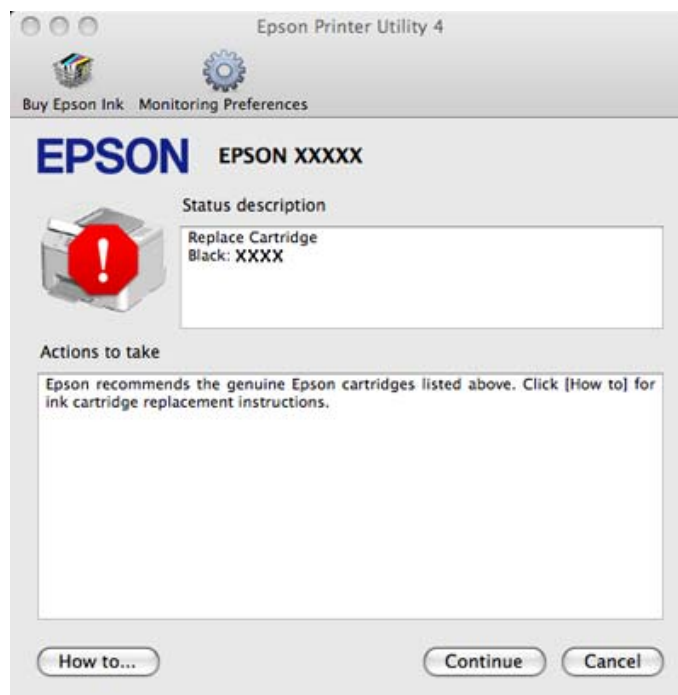 Epson Printer Utility 4
Buy Epson Ink Monitoring Preferences
EPSON EPSON XXXXX
Status description
Replace Cartridge
Black: XXXX
Actions to take
Epson recommends the genuine Epson cartridges listed above. Click [How to] for
ink cartridge replacement instructions.
How to... Continue Cancel